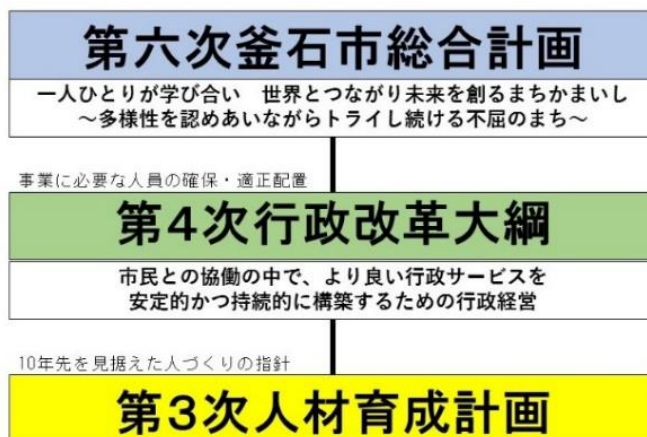 第六次釜石市総合計画
一人ひとりが学び合い　世界とつながり未来を創るまちかまいし
～多様性を認めあいながらトライし続ける不屈のまち～
事業に必要な人員の確保・適正配置
第4次行政改革大綱
市民との協働の中で、より良い行政サービスを
安定的かつ持続的に構築するための行政経営
10年先を見据えた人づくりの指針
第3次人材育成計画